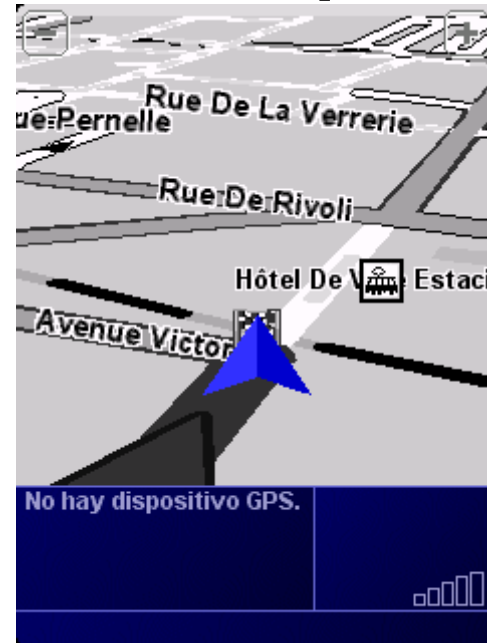 Rue De La Verrerie
ue Pernelle
Rue De Rivoli
Hôtel De V e Estaci
Avenue Victor
No hay dispositivo GPS.